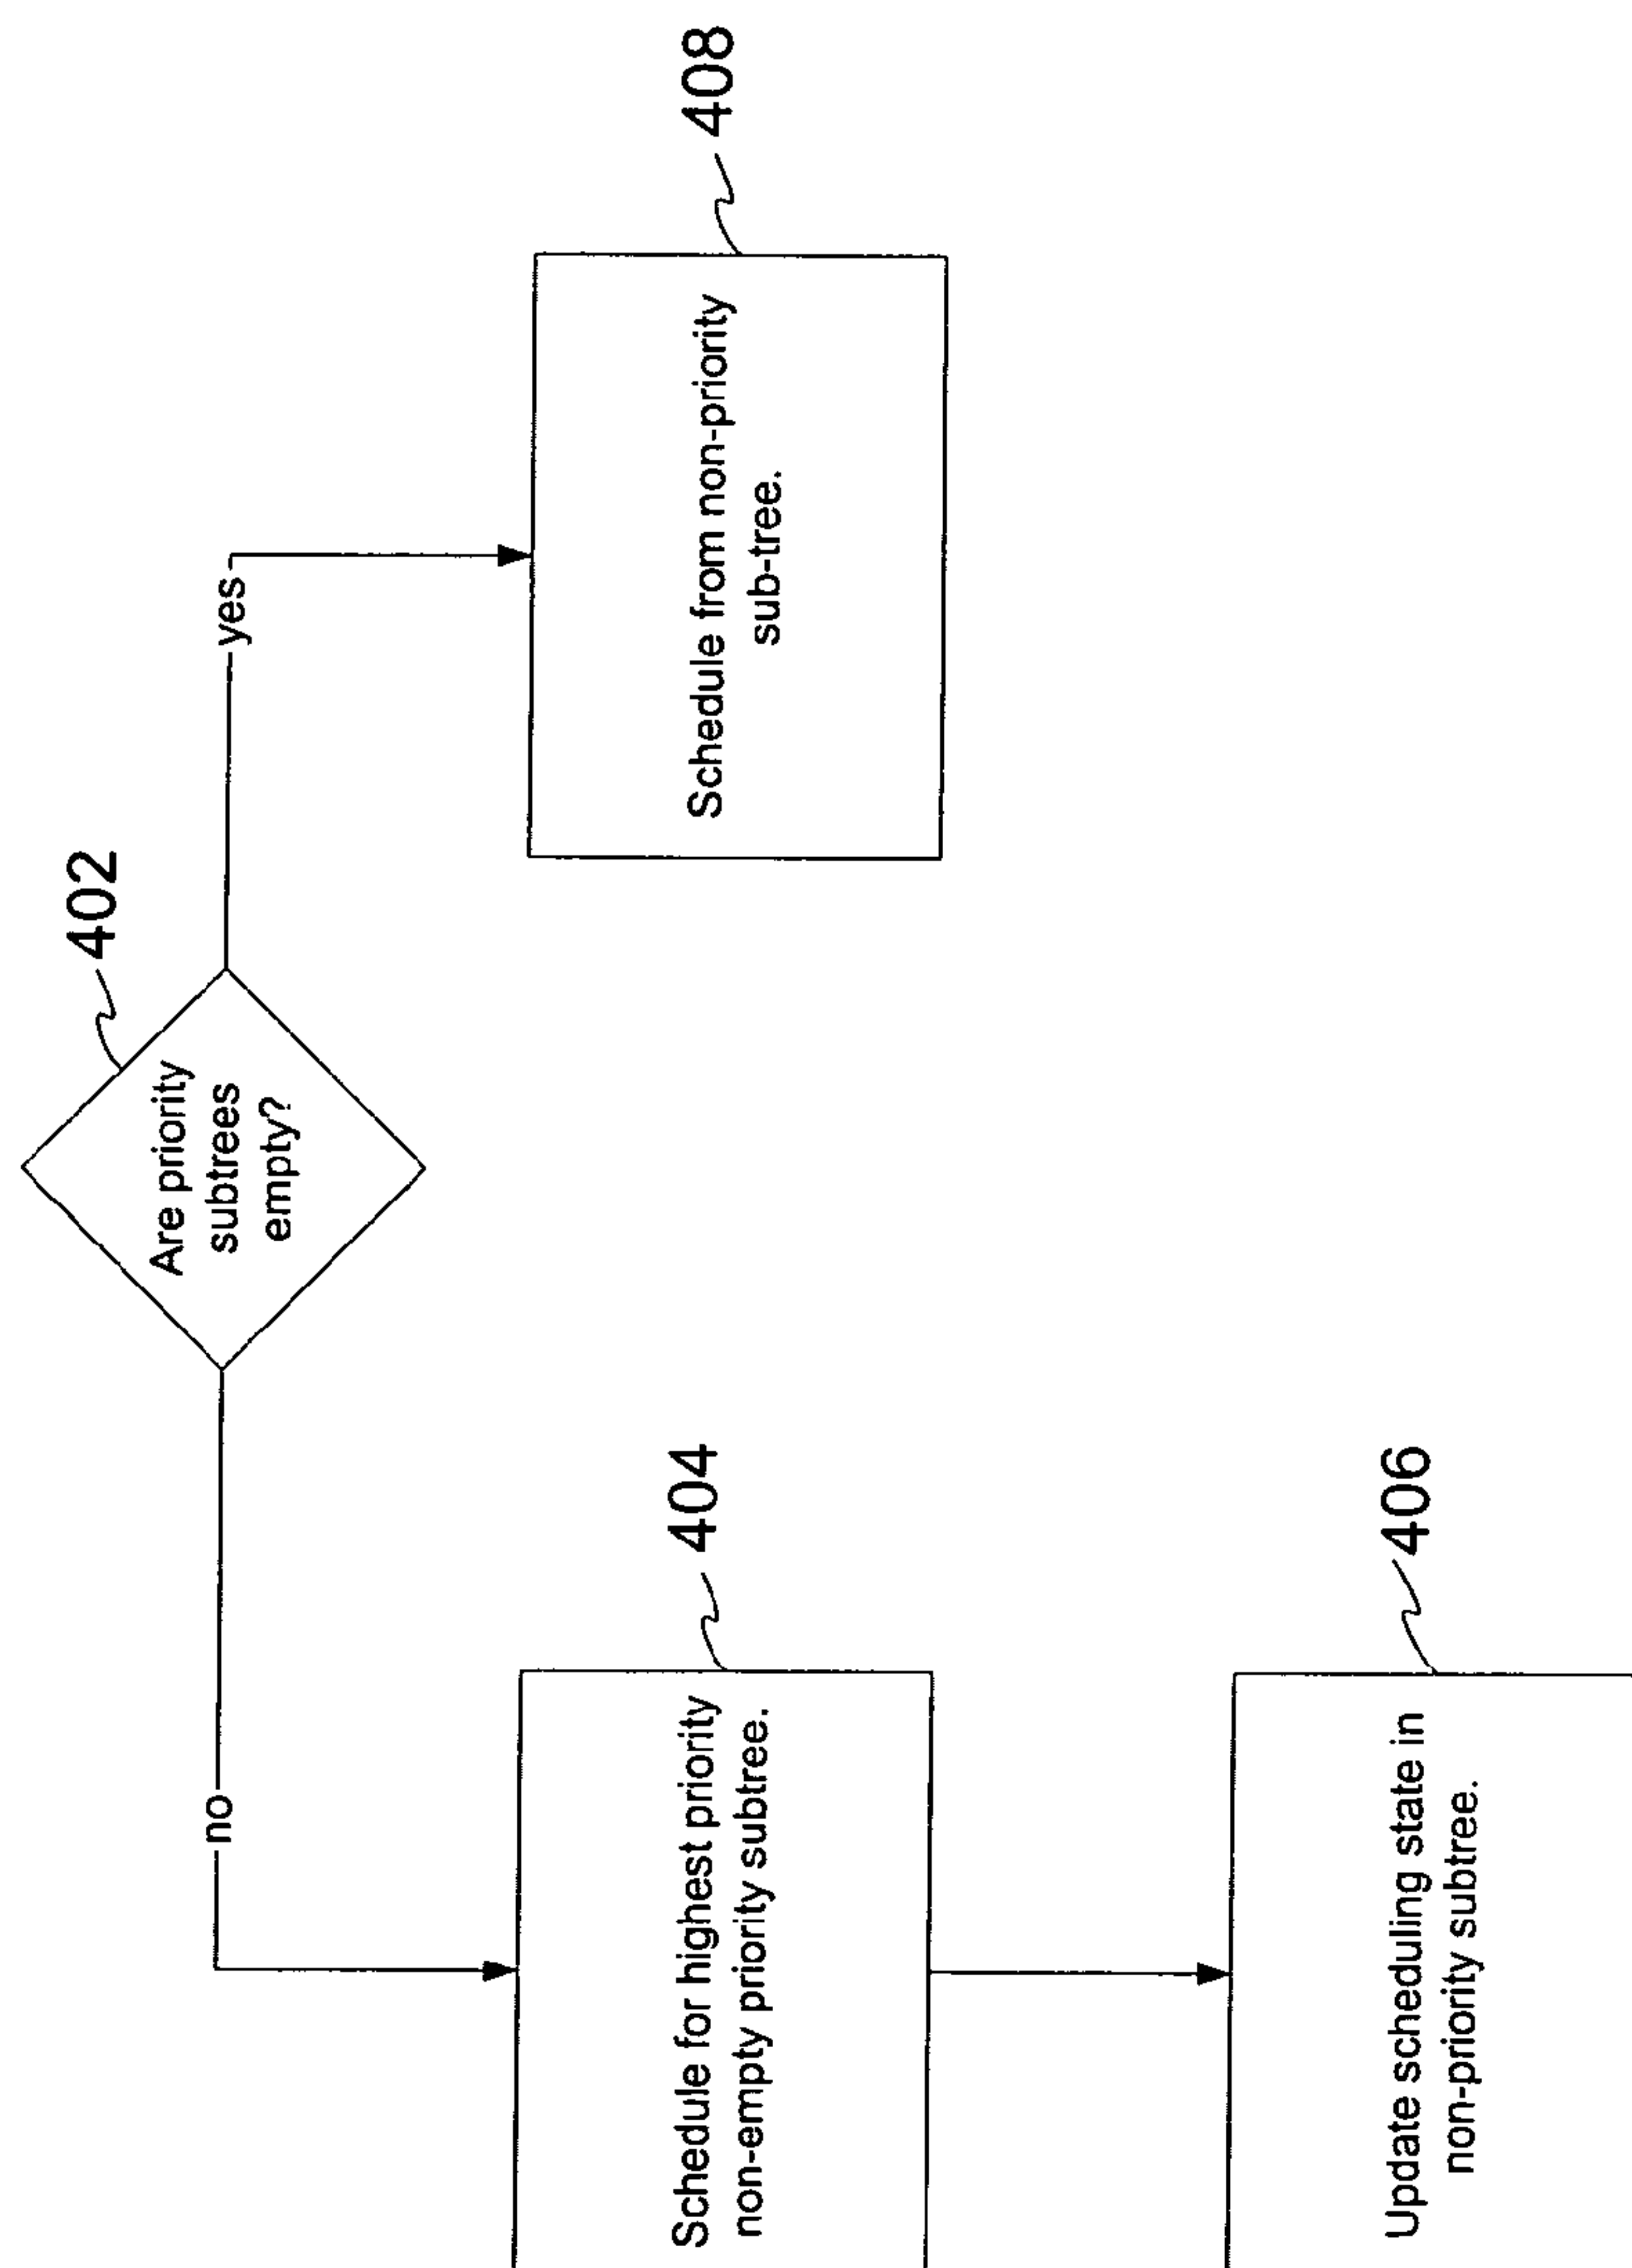 402
Are priority
subtrees
empty?
no
yes
404
Schedule for highest priority
non-empty priority subtree.
408
Schedule from non-priority
sub-tree.
406
Update scheduling state in
non-priority subtree.